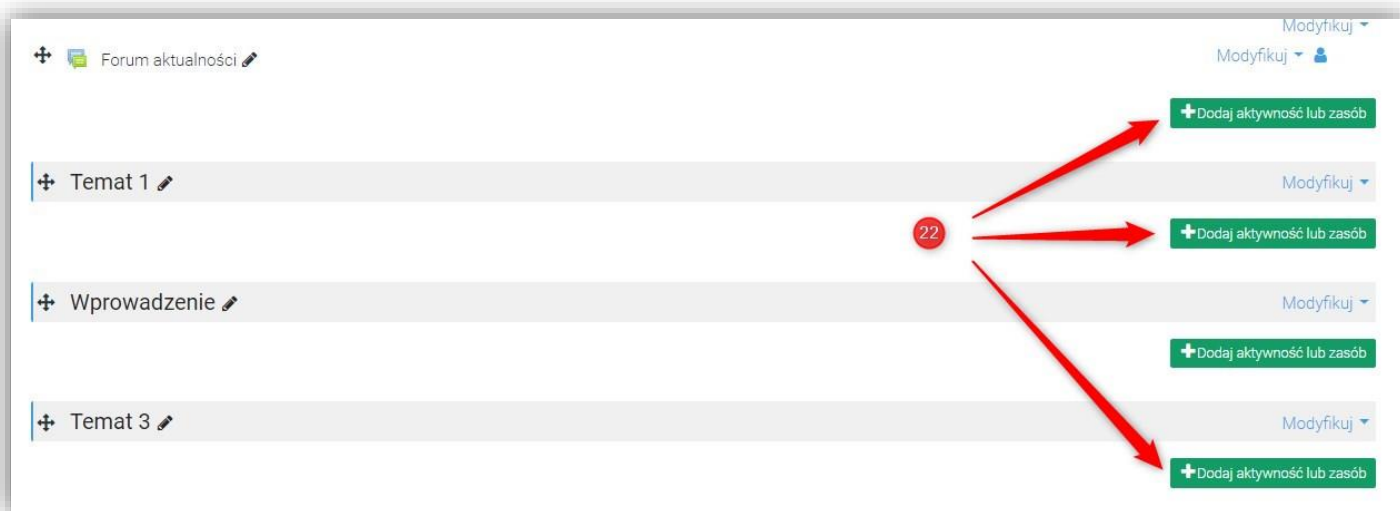 Modyfikuj
Forum aktualności Modyfikuj
+Dodaj aktywność lub zasób
Temat 1 Modyfikuj
22
+Dodaj aktywność lub zasób
Wprowadzenie Modyfikuj
+Dodaj aktywność lub zasób
Temat 3 Modyfikuj
+Dodaj aktywność lub zasób